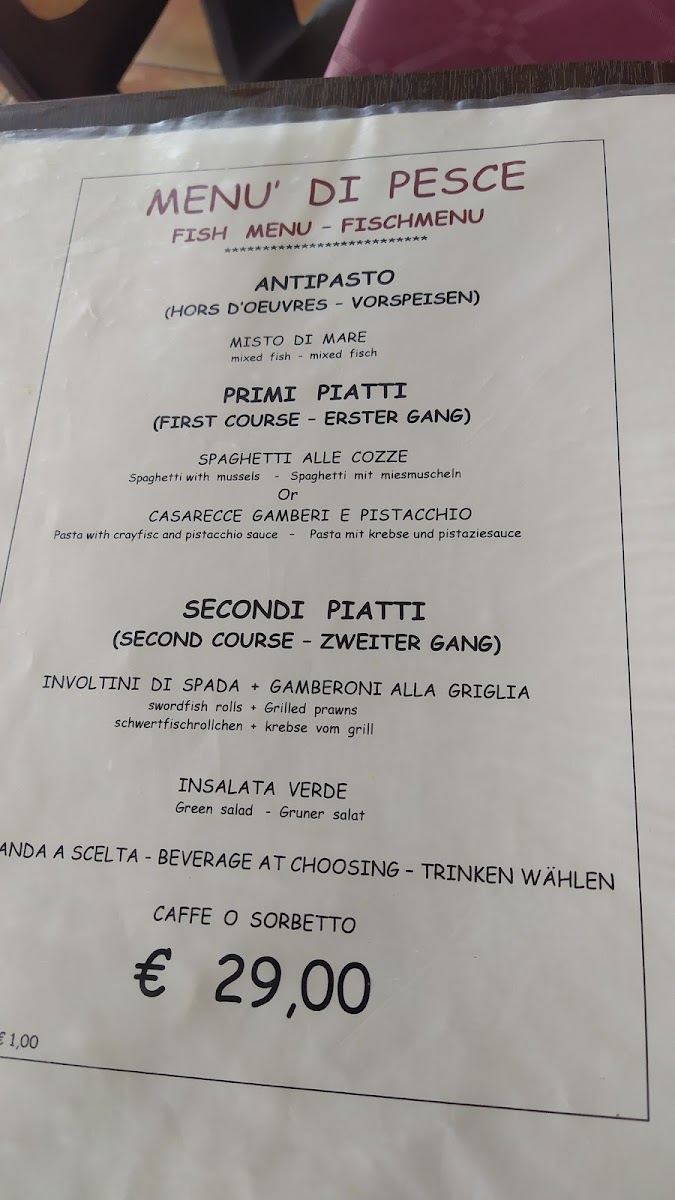 MENU' DI PESCE
FISH MENU - FISCHMENU
**************************
ANTIPASTO
(HORS D'OEUVRES - VORSPEISEN)
MISTO DI MARE
mixed fish - mixed fisch
PRIMI PIATTI
(FIRST COURSE - ERSTER GANG)
SPAGHETTI ALLE COZZE
Spaghetti with mussels - Spaghetti mit miesmuscheln
Or
CASARECCE GAMBERI E PISTACCHIO
Pasta with crayfisc and pistacchio sauce - Pasta mit krebse und pistaziesauce
SECONDI PIATTI
(SECOND COURSE - ZWEITER GANG)
INVOLTINI DI SPADA + GAMBERONI ALLA GRIGLIA
swordfish rolls + Grilled prawns
schwertfischrollchen + krebse vom grill
INSALATA VERDE
Green salad - Gruner salat
ANDA A SCELTA - BEVERAGE AT CHOOSING - TRINKEN WÄHLEN
CAFFE O SORBETTO
€ 29,00
€ 1,00